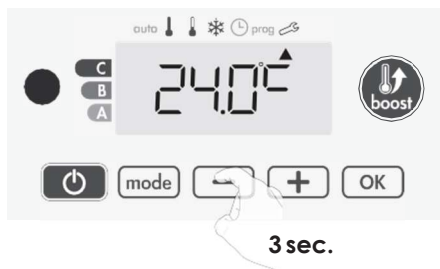 auto prog
C
B
A
24.0°C
boost
mode - + OK
3 sec.